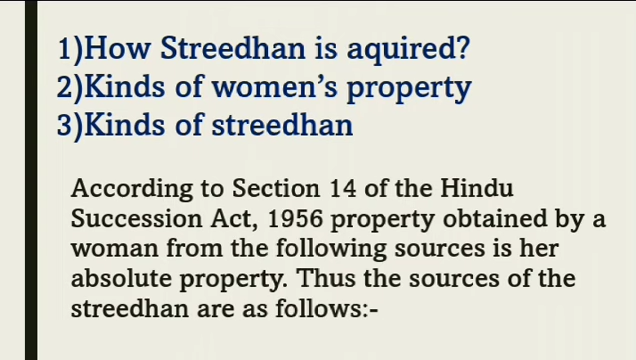 1)How Streedhan is aquired?
2)Kinds of women’s property
3)Kinds of streedhan
According to Section 14 of the Hindu
Succession Act, 1956 property obtained by a
woman from the following sources is her
absolute property. Thus the sources of the
streedhan are as follows:-